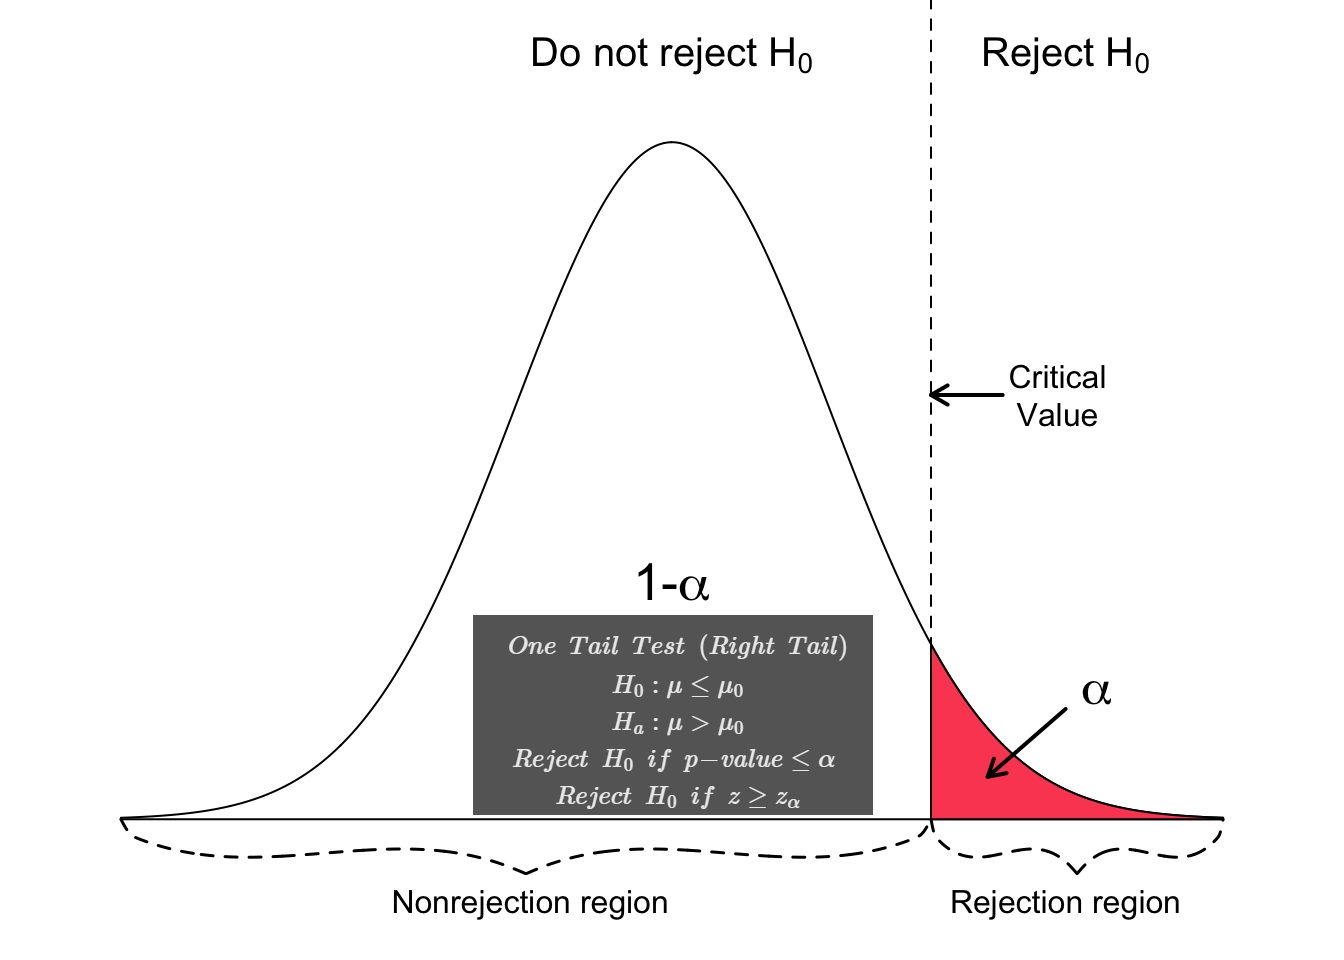 Do not reject H₀
Reject H₀
Critical
Value
1-α
One Tail Test (Right Tail)
H₀ : μ ≤ μ₀
Hₐ : μ > μ₀
Reject H₀ if p−value ≤ α
Reject H₀ if z ≥ z_α
α
Nonrejection region
Rejection region